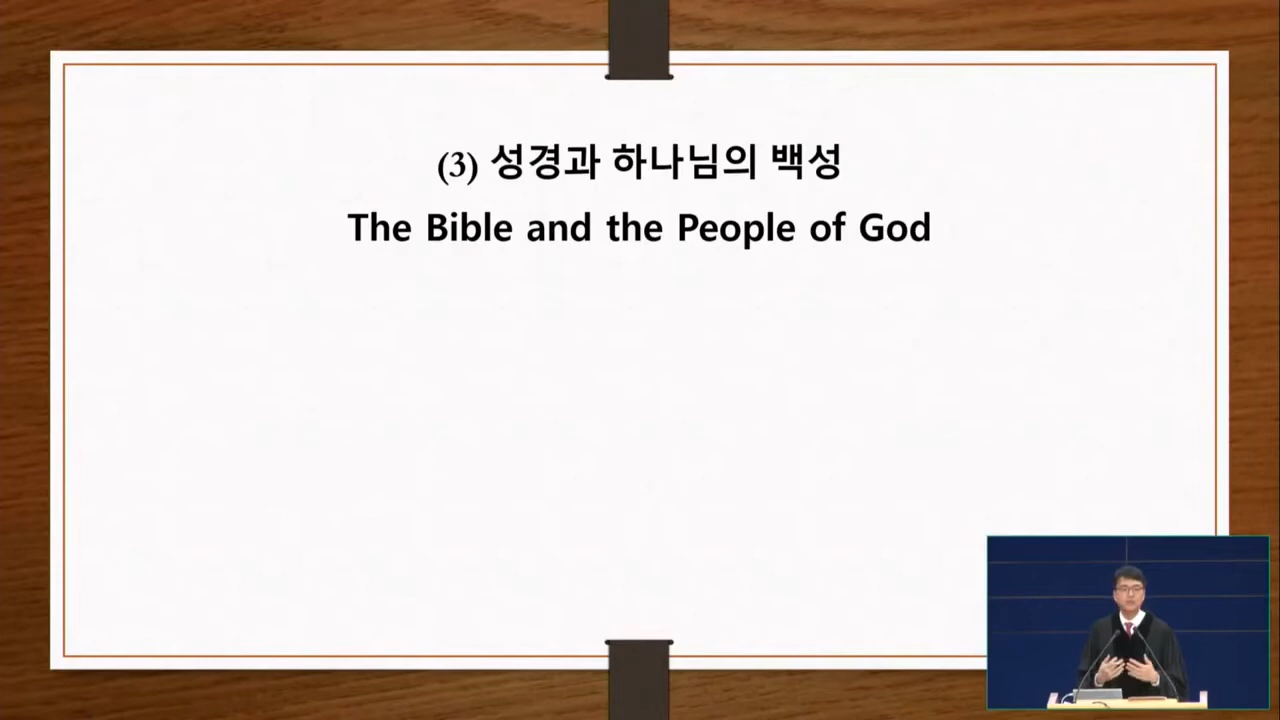 (3) 성경과 하나님의 백성
The Bible and the People of God